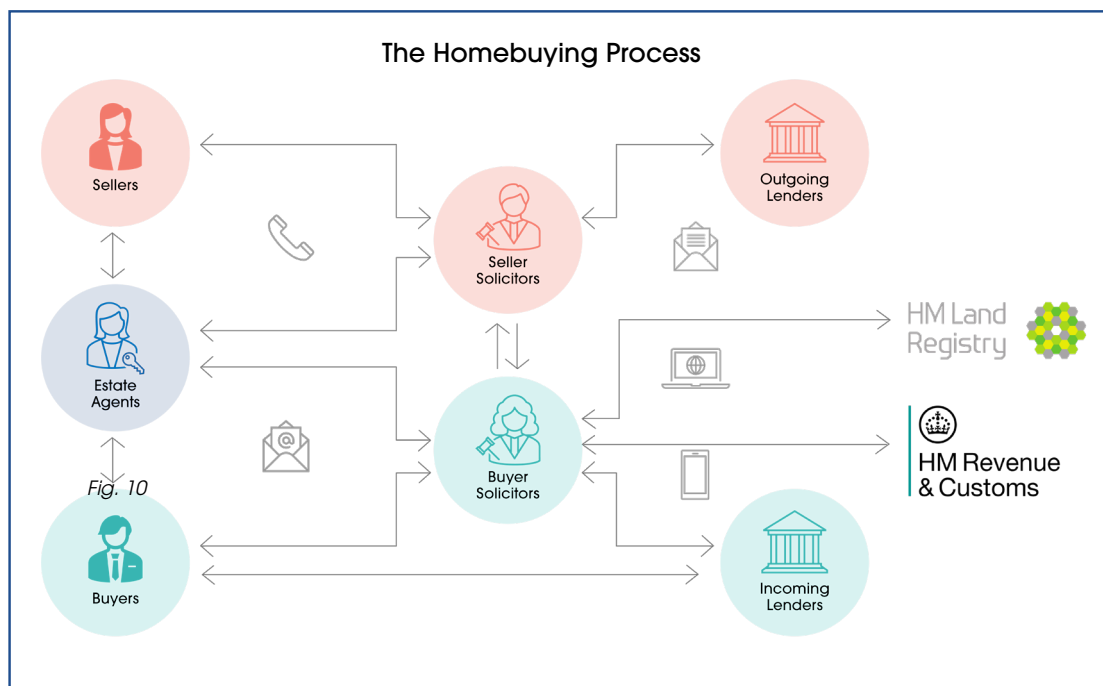 The Homebuying Process
Sellers
Outgoing
Lenders
Seller
Solicitors
HM Land
Registry
Estate
Agents
Buyer
Solicitors
HM Revenue
& Customs
Fig. 10
Buyers
Incoming
Lenders